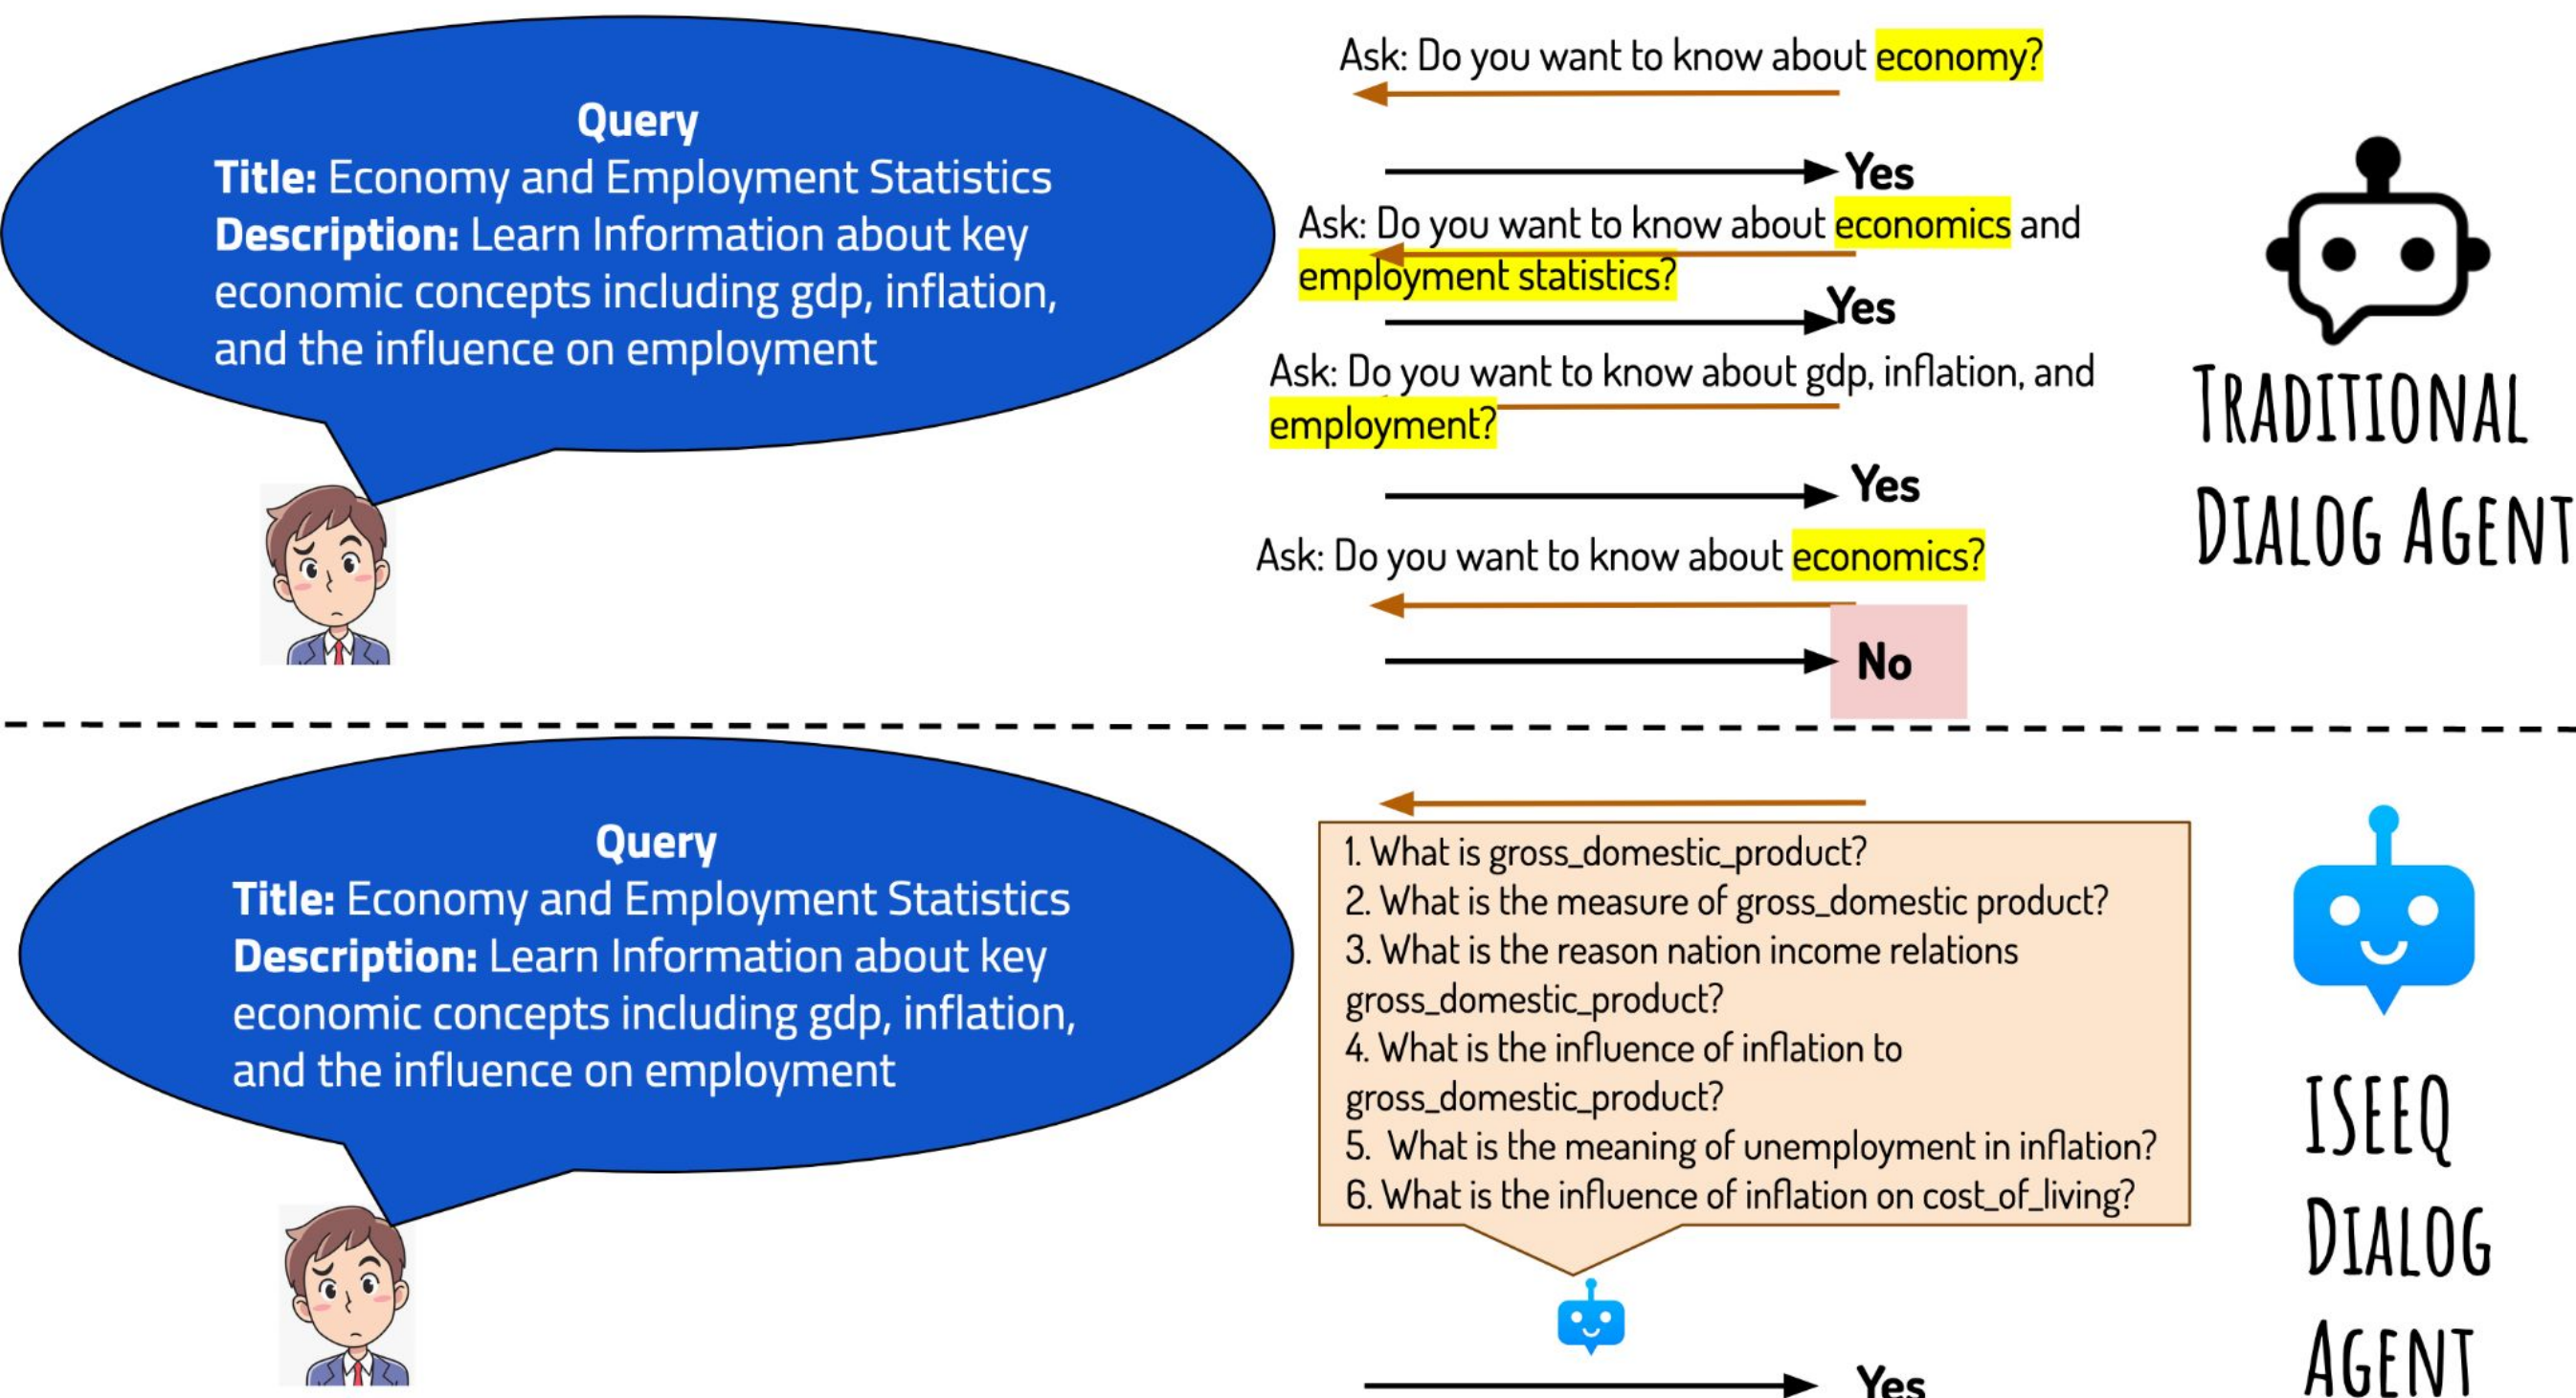 Query
Title: Economy and Employment Statistics
Description: Learn Information about key
economic concepts including gdp, inflation,
and the influence on employment
Ask: Do you want to know about economy?
Yes
Ask: Do you want to know about economics and
employment statistics?
Yes
Ask: Do you want to know about gdp, inflation, and
employment?
Yes
Ask: Do you want to know about economics?
No
TRADITIONAL
DIALOG AGENT
Query
Title: Economy and Employment Statistics
Description: Learn Information about key
economic concepts including gdp, inflation,
and the influence on employment
1. What is gross_domestic_product?
2. What is the measure of gross_domestic product?
3. What is the reason nation income relations
gross_domestic_product?
4. What is the influence of inflation to
gross_domestic_product?
5. What is the meaning of unemployment in inflation?
6. What is the influence of inflation on cost_of_living?
Yes
ISEEQ
DIALOG
AGENT